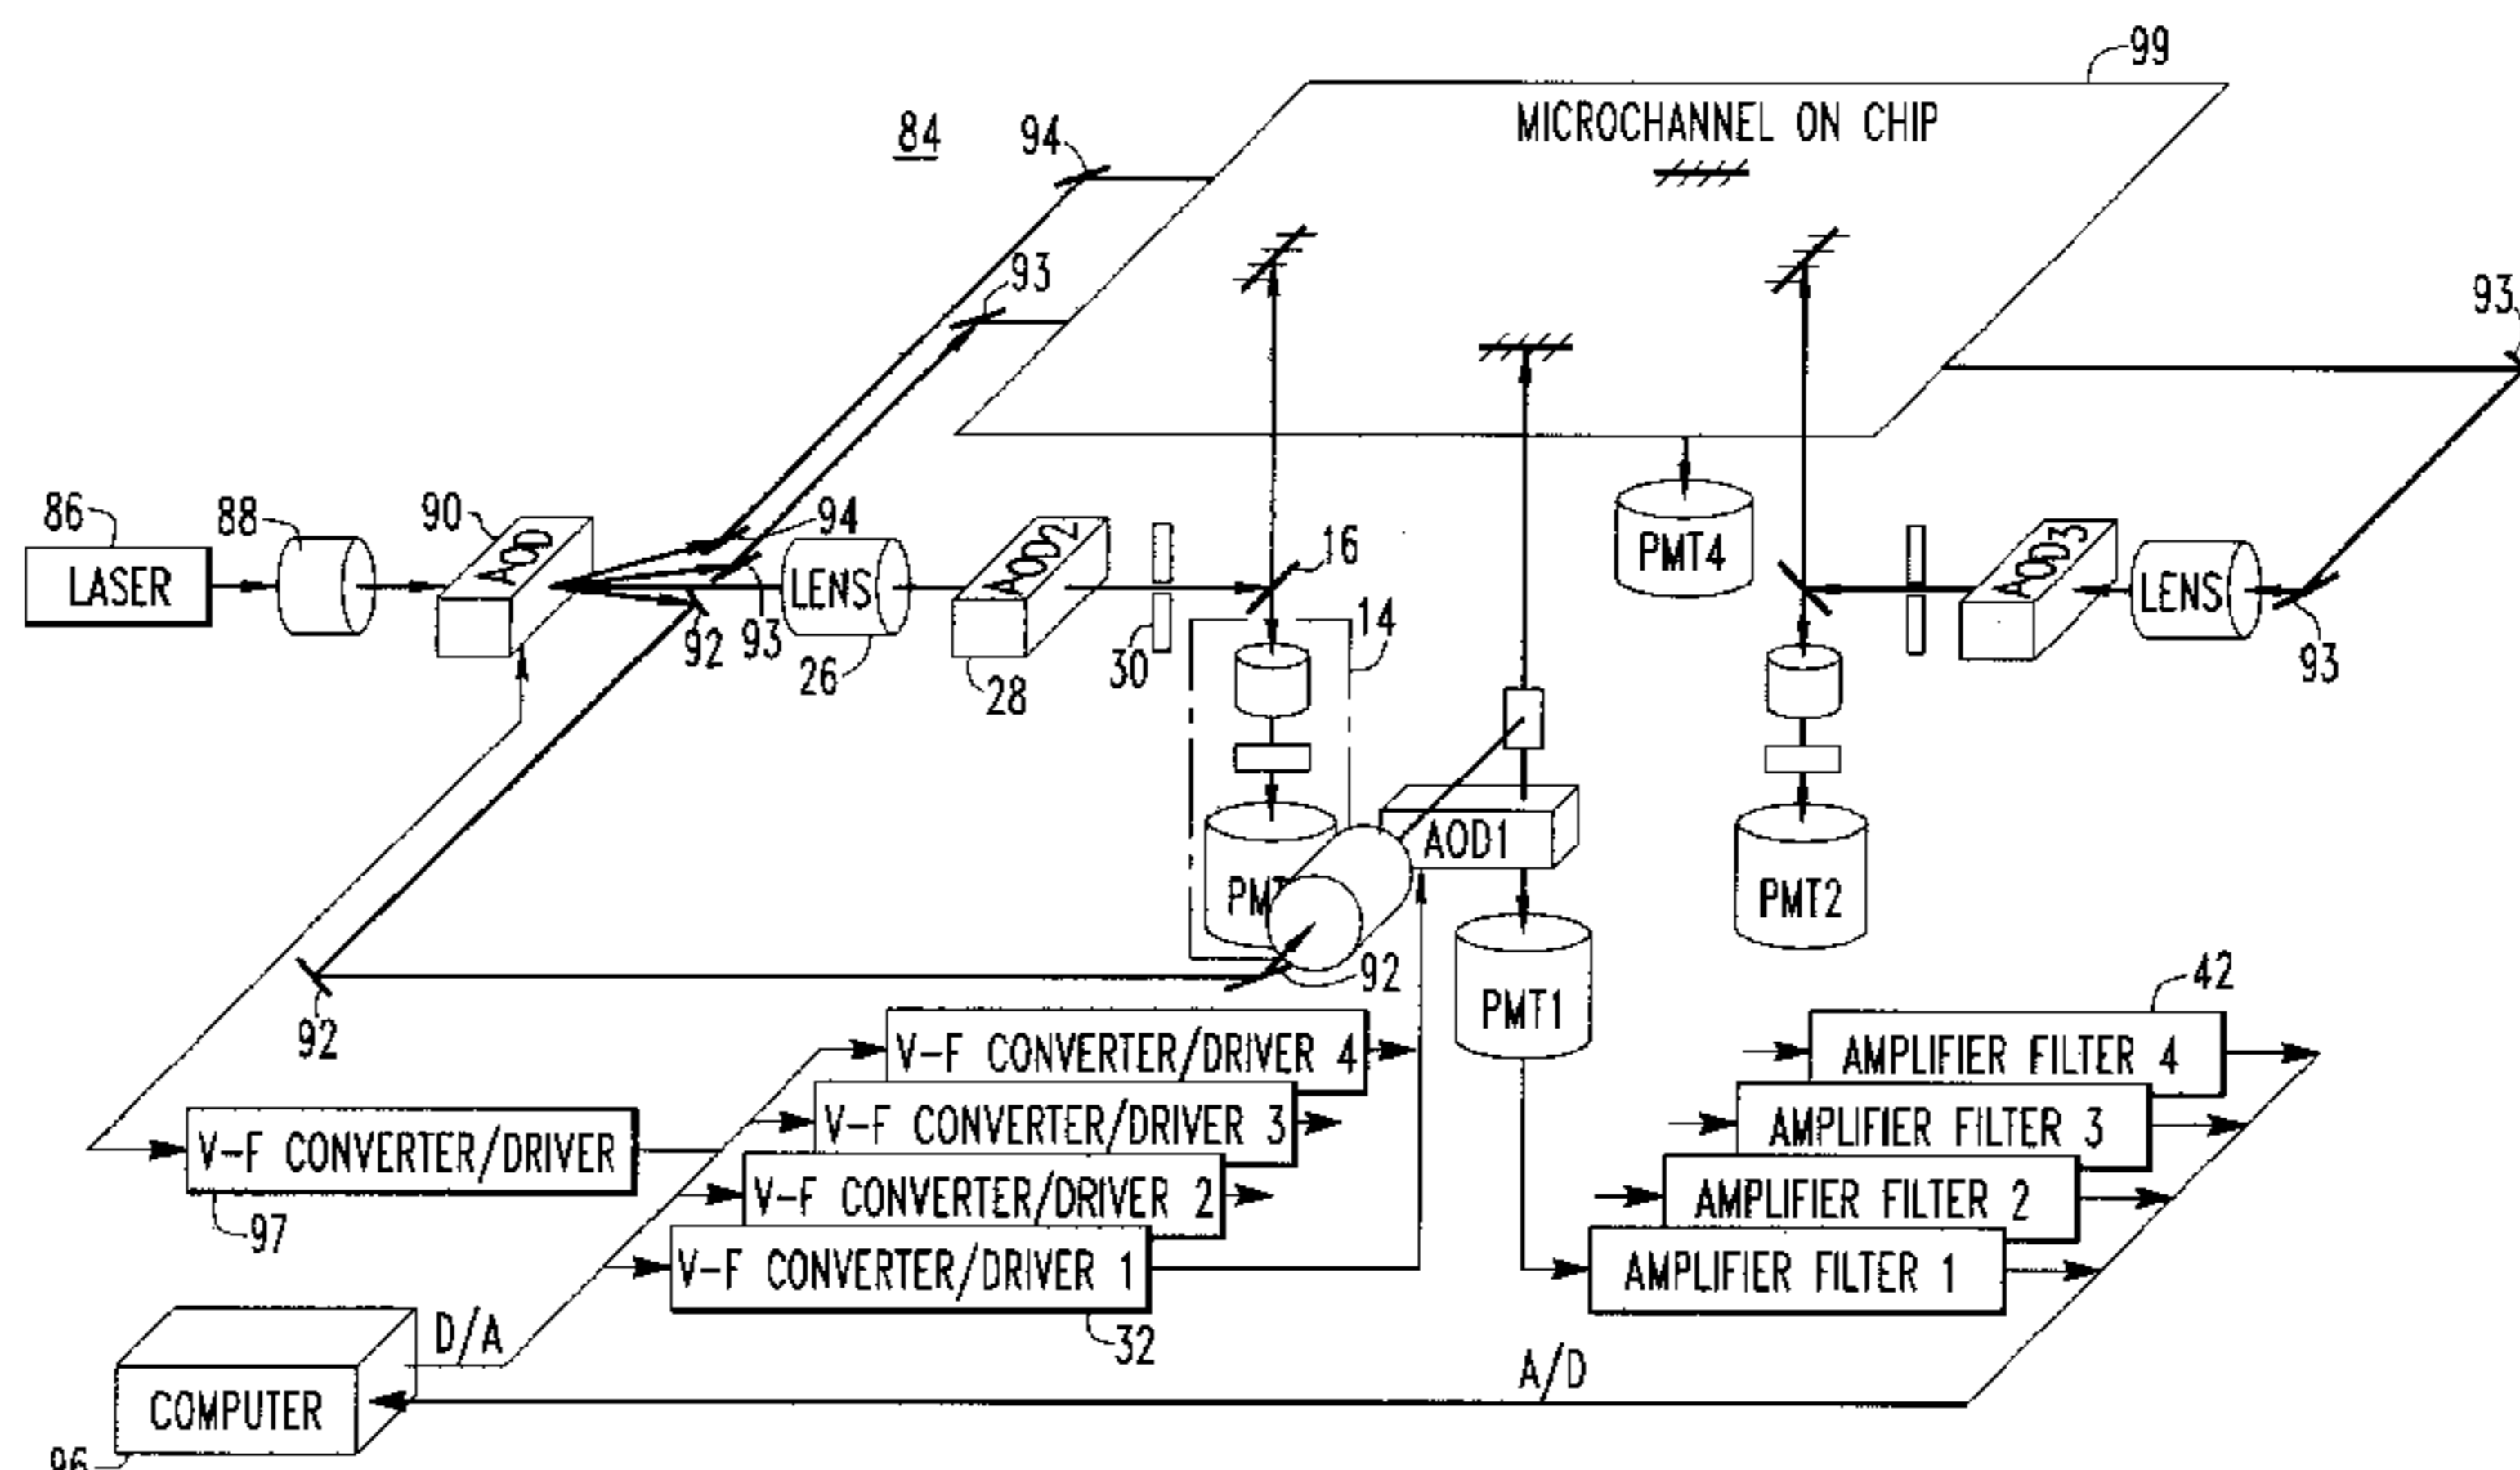 99
MICROCHANNEL ON CHIP
84
94
93
93
86
88
90
94
16
LASER
AOD
LENS
AOD2
PMT4
AOD3
LENS
92
93
26
28
30
14
93
AOD1
PMT2
92
PMT1
92
42
V-F CONVERTER/DRIVER 4
AMPLIFIER FILTER 4
V-F CONVERTER/DRIVER 3
AMPLIFIER FILTER 3
V-F CONVERTER/DRIVER
V-F CONVERTER/DRIVER 2
AMPLIFIER FILTER 2
97
V-F CONVERTER/DRIVER 1
AMPLIFIER FILTER 1
32
D/A
A/D
COMPUTER
96